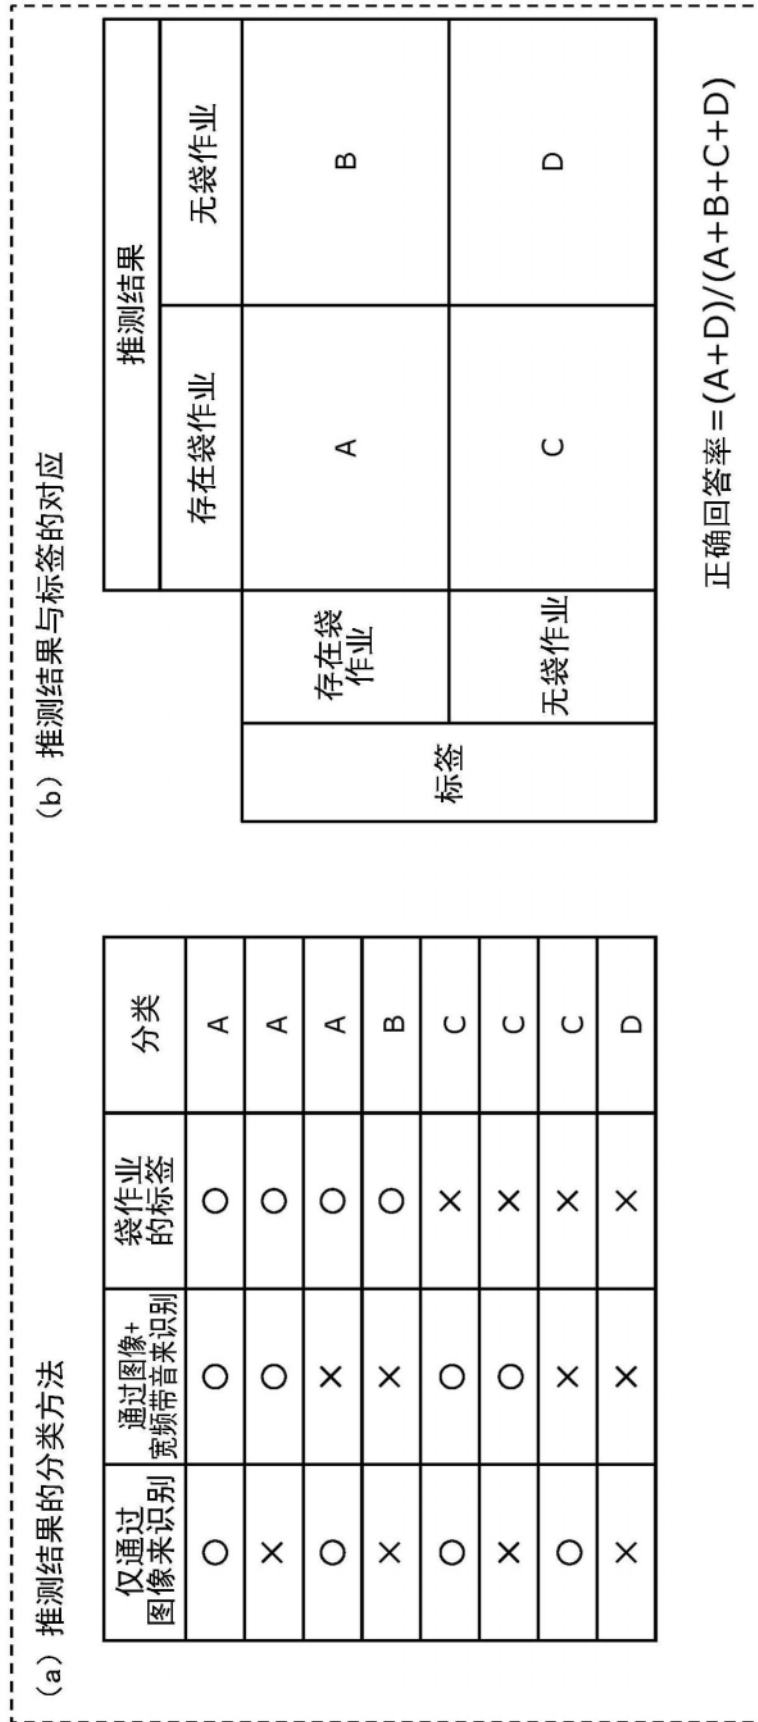 （a）推测结果的分类方法
仅通过
图像来识别
通过图像+
宽频带音来识别
袋作业
的标签
分类
○ ○ ○ A
× ○ ○ A
○ × ○ A
× × ○ B
○ ○ × C
× ○ × C
○ × × C
× × × D
（b）推测结果与标签的对应
推测结果
存在袋作业
无袋作业
标签
存在袋
作业
A
B
无袋作业
C
D
正确回答率=(A+D)/(A+B+C+D)